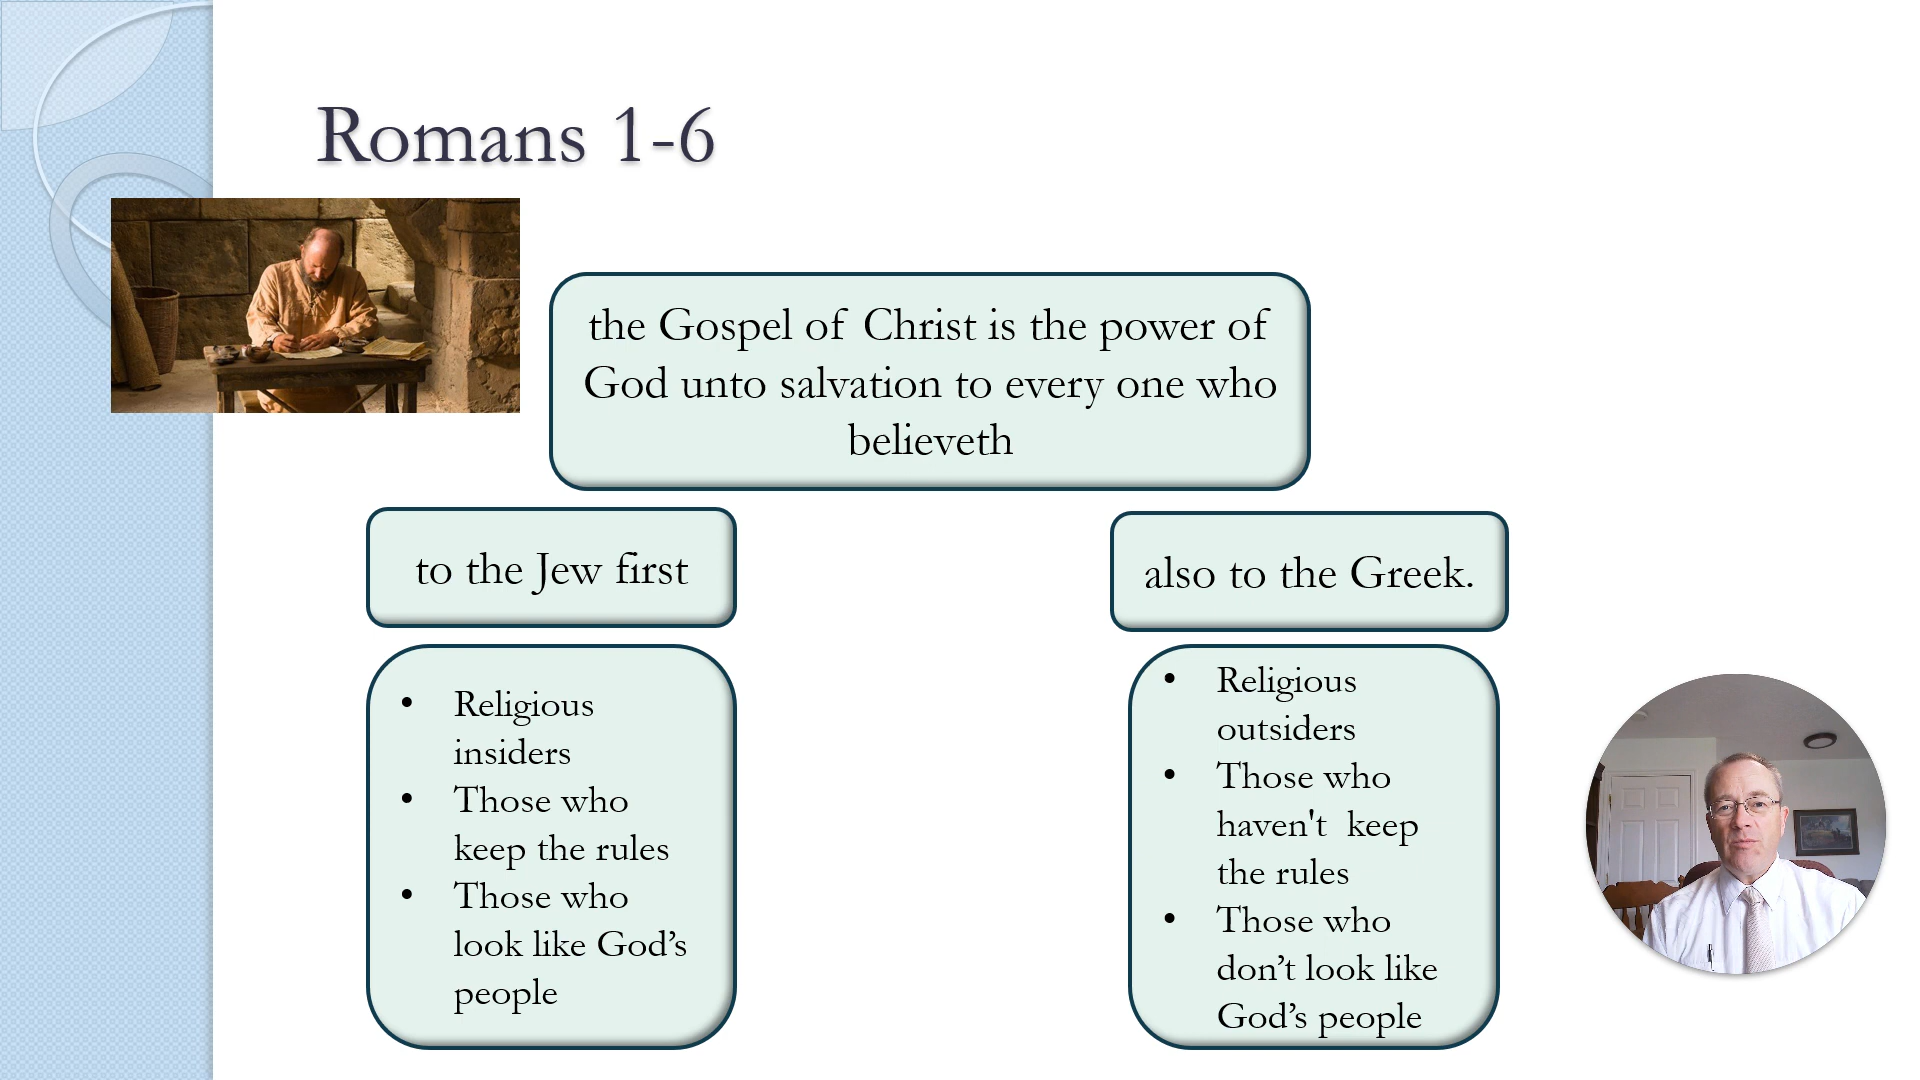 Romans 1-6
the Gospel of Christ is the power of
God unto salvation to every one who
believeth
to the Jew first
also to the Greek.
• Religious
insiders
• Those who
keep the rules
• Those who
look like God’s
people
• Religious
outsiders
• Those who
haven't  keep
the rules
• Those who
don’t look like
God’s people